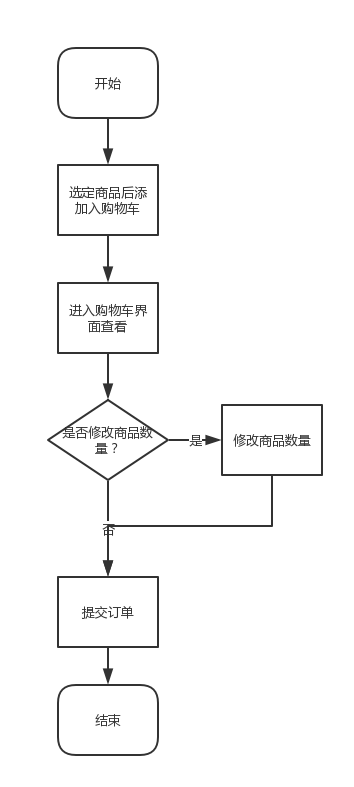 开始
选定商品后添
加入购物车
进入购物车界
面查看
是否修改商品数
量？
是
修改商品数量
否
提交订单
结束